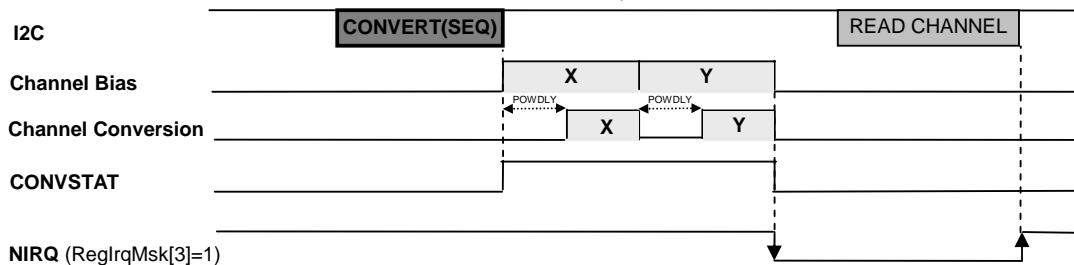 I2C CONVERT(SEQ) READ CHANNEL
Channel Bias X Y
POWDLY POWDLY
Channel Conversion X Y
CONVSTAT
NIRQ (RegIrqMsk[3]=1)